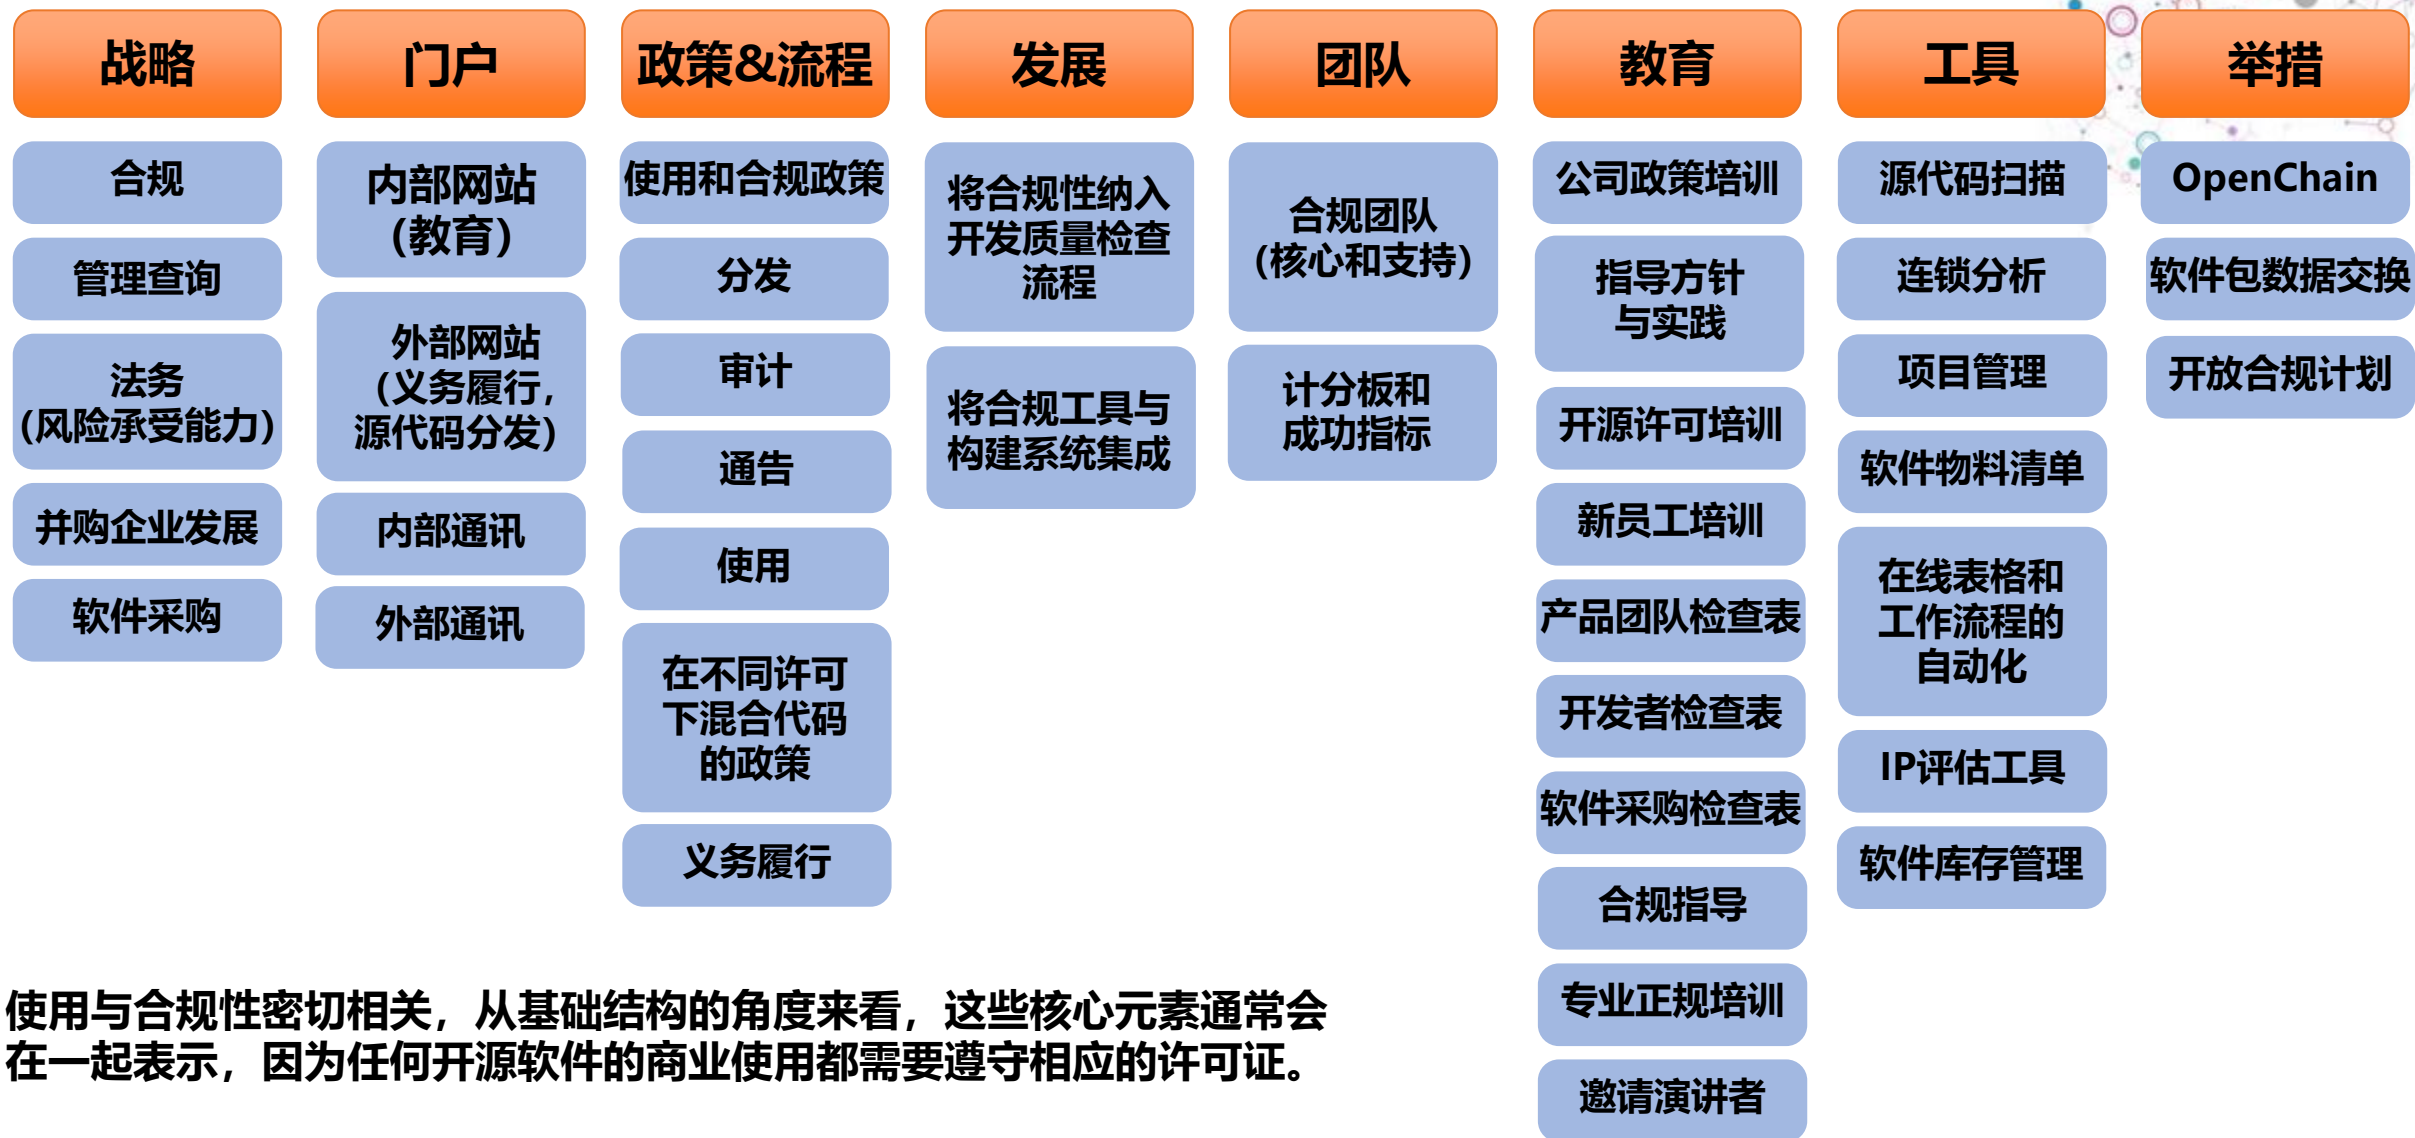 战略
合规
管理查询
法务
(风险承受能力)
并购企业发展
软件采购
门户
内部网站
(教育)
外部网站
(义务履行,
源代码分发)
内部通讯
外部通讯
政策&流程
使用和合规政策
分发
审计
通告
使用
在不同许可
下混合代码
的政策
义务履行
发展
将合规性纳入
开发质量检查
流程
将合规工具与
构建系统集成
团队
合规团队
(核心和支持)
计分板和
成功指标
教育
公司政策培训
指导方针
与实践
开源许可培训
新员工培训
产品团队检查表
开发者检查表
软件采购检查表
合规指导
专业正规培训
邀请演讲者
工具
源代码扫描
连锁分析
项目管理
软件物料清单
在线表格和
工作流程的
自动化
IP评估工具
软件库存管理
举措
OpenChain
软件包数据交换
开放合规计划
使用与合规性密切相关，从基础结构的角度来看，这些核心元素通常会
在一起表示，因为任何开源软件的商业使用都需要遵守相应的许可证。